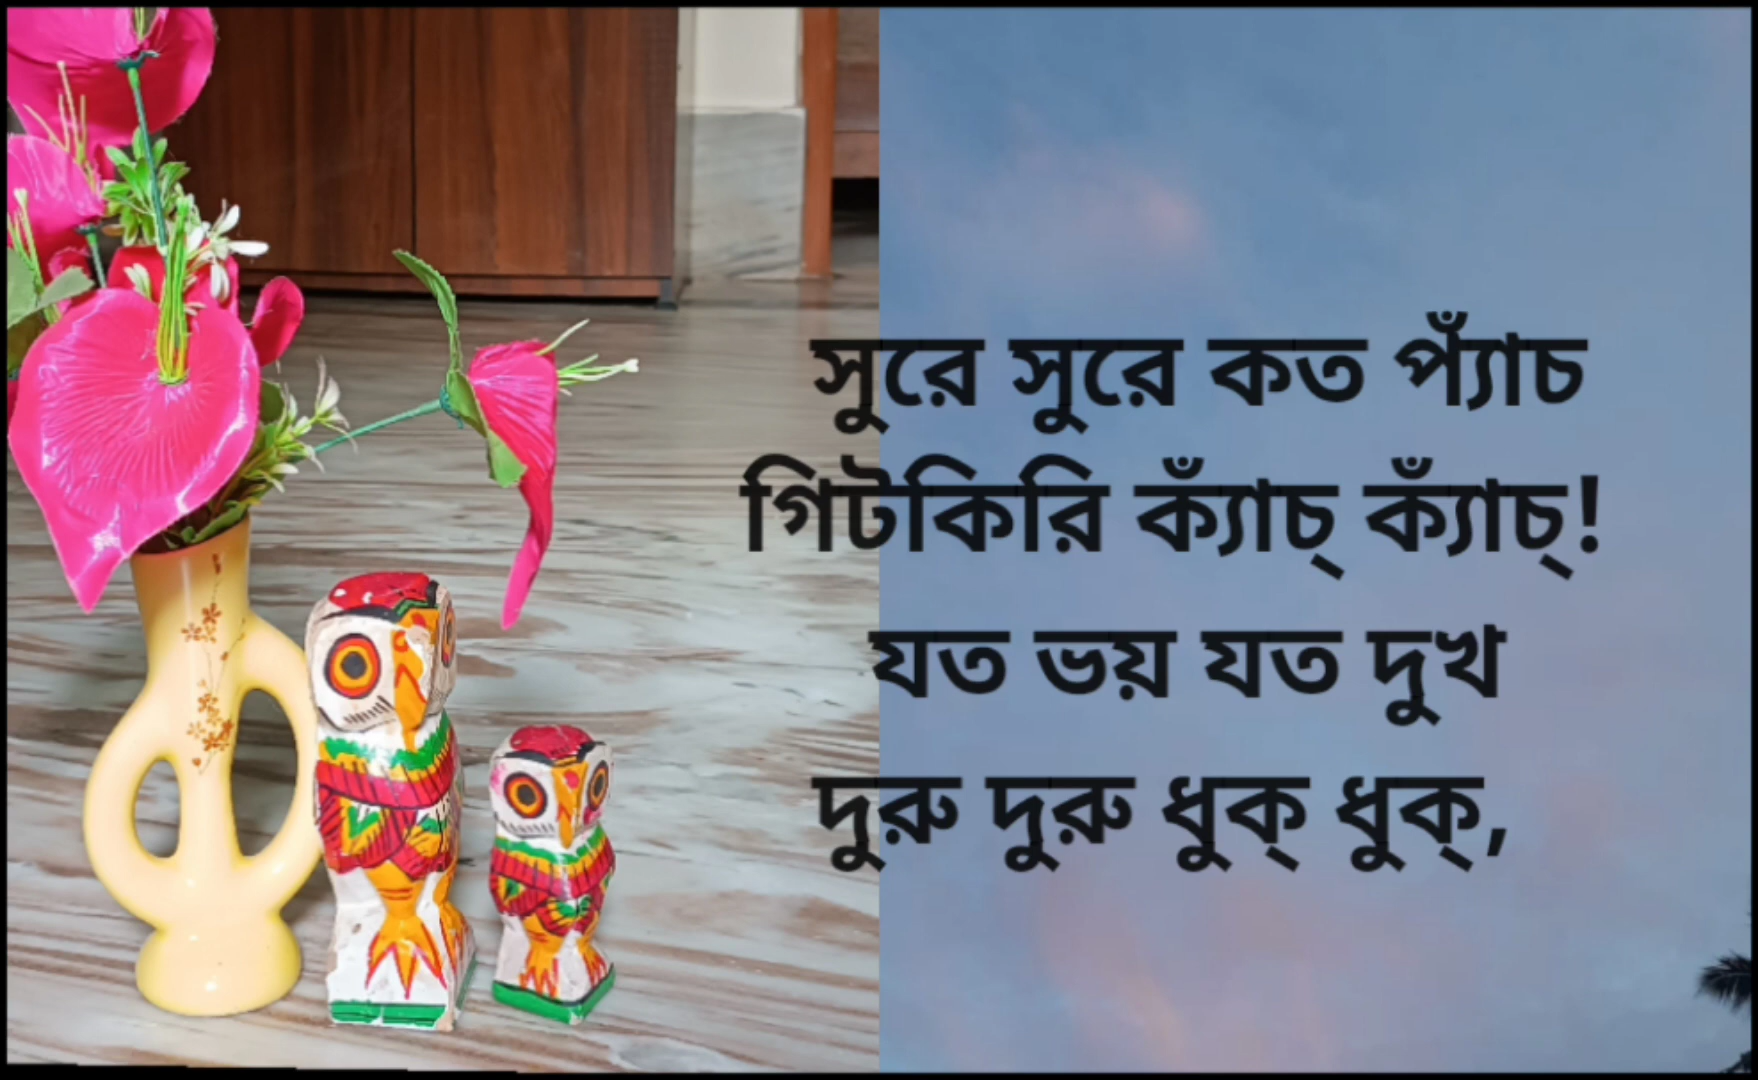 সুরে সুরে কত প্যাঁচ
গিটকিরি ক্যাঁচ্ ক্যাঁচ্!
যত ভয় যত দুখ
দুরু দুরু ধুক্ ধুক্,